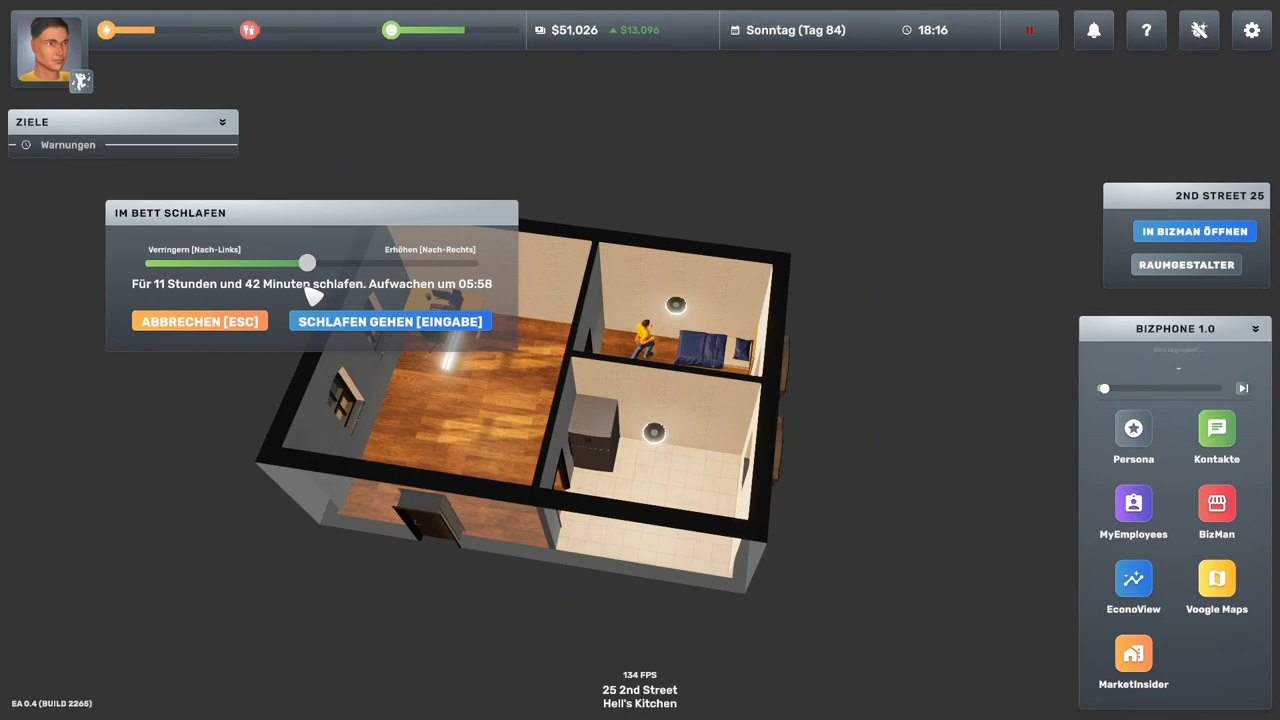 $51,026
$13,096
Sonntag (Tag 84)
18:16
ZIELE
Warnungen
IM BETT SCHLAFEN
Verringern [Nach-Links]
Erhöhen [Nach-Rechts]
Für 11 Stunden und 42 Minuten schlafen. Aufwachen um 05:58
ABBRECHEN [ESC]
SCHLAFEN GEHEN [EINGABE]
2ND STREET 25
IN BIZMAN ÖFFNEN
RAUMGESTALTER
BIZPHONE 1.0
Wird abgespielt:
-
Persona
Kontakte
MyEmployees
BizMan
EconoView
Voogle Maps
MarketInsider
134 FPS
25 2nd Street
Hell's Kitchen
EA 0.4 (BUILD 2265)